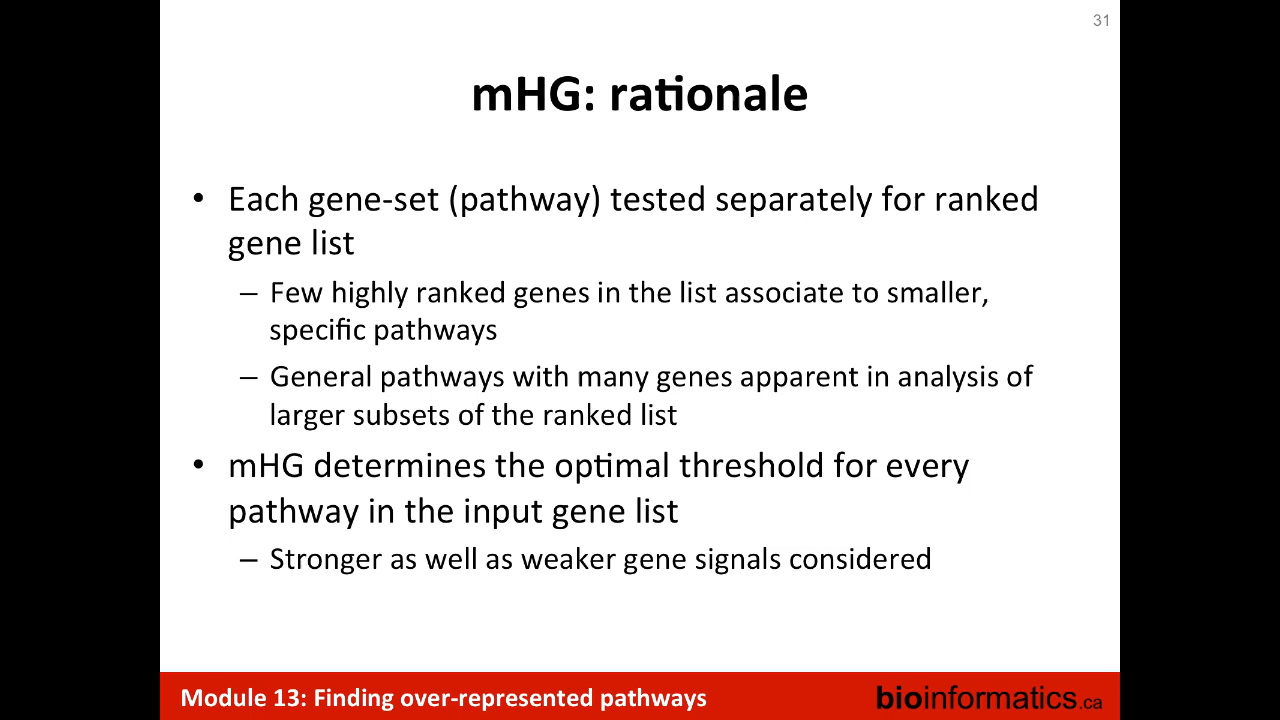 31
mHG: rationale
• Each gene-set (pathway) tested separately for ranked
gene list
– Few highly ranked genes in the list associate to smaller,
specific pathways
– General pathways with many genes apparent in analysis of
larger subsets of the ranked list
• mHG determines the optimal threshold for every
pathway in the input gene list
– Stronger as well as weaker gene signals considered
Module 13: Finding over-represented pathways
bioinformatics.ca